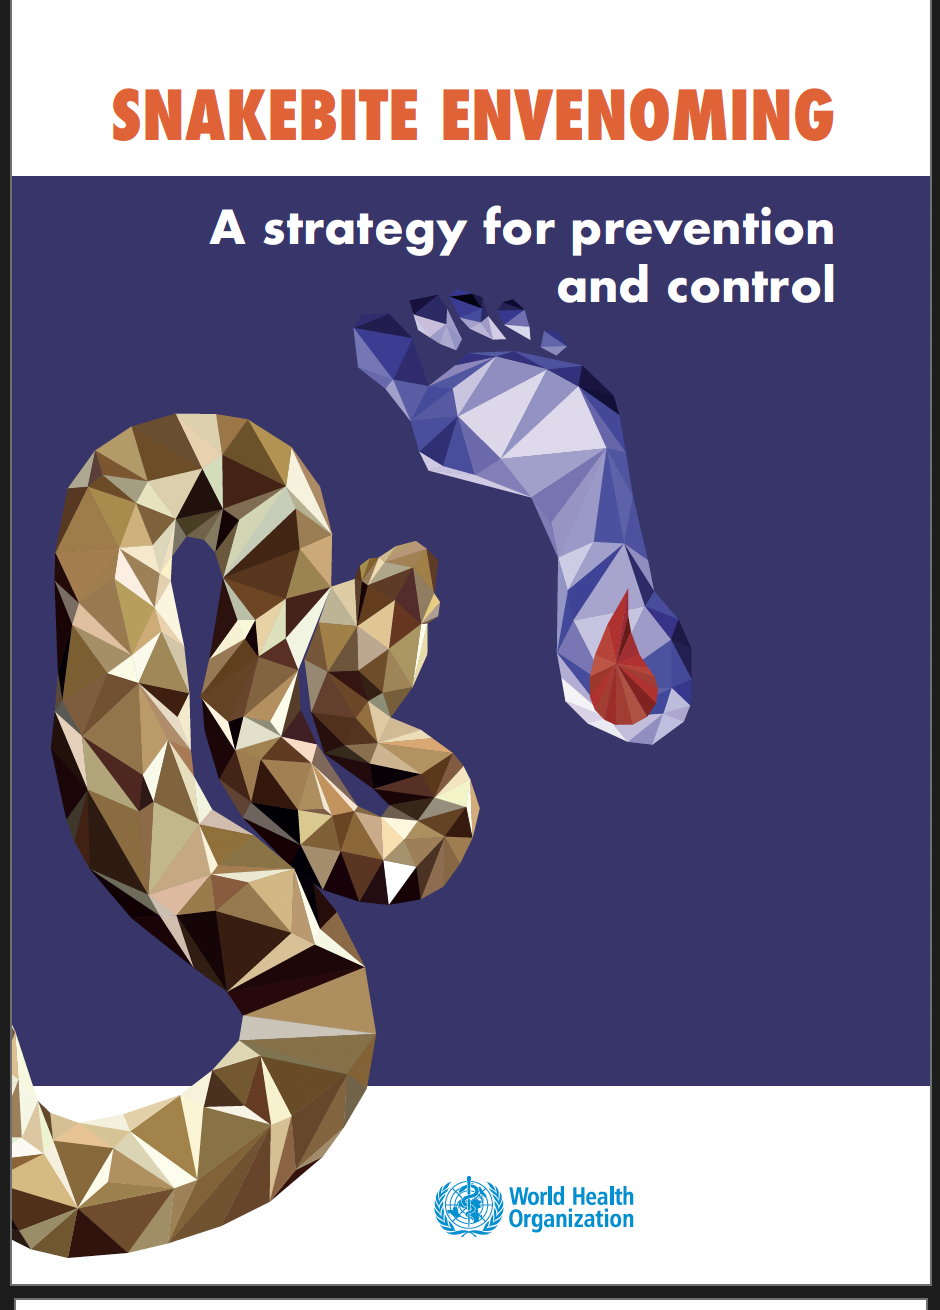 SNAKEBITE ENVENOMING
A strategy for prevention
and control
World Health
Organization